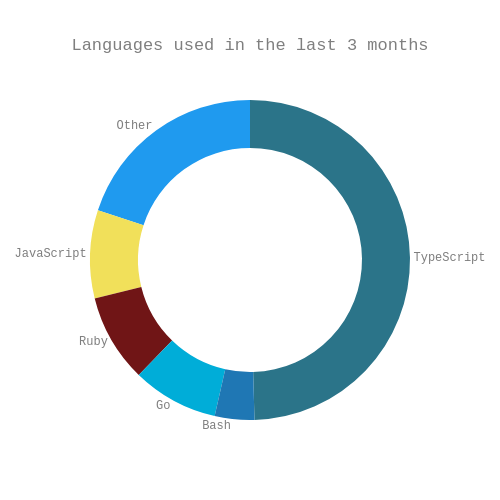 Languages used in the last 3 months
Other
TypeScript
JavaScript
Ruby
Go
Bash